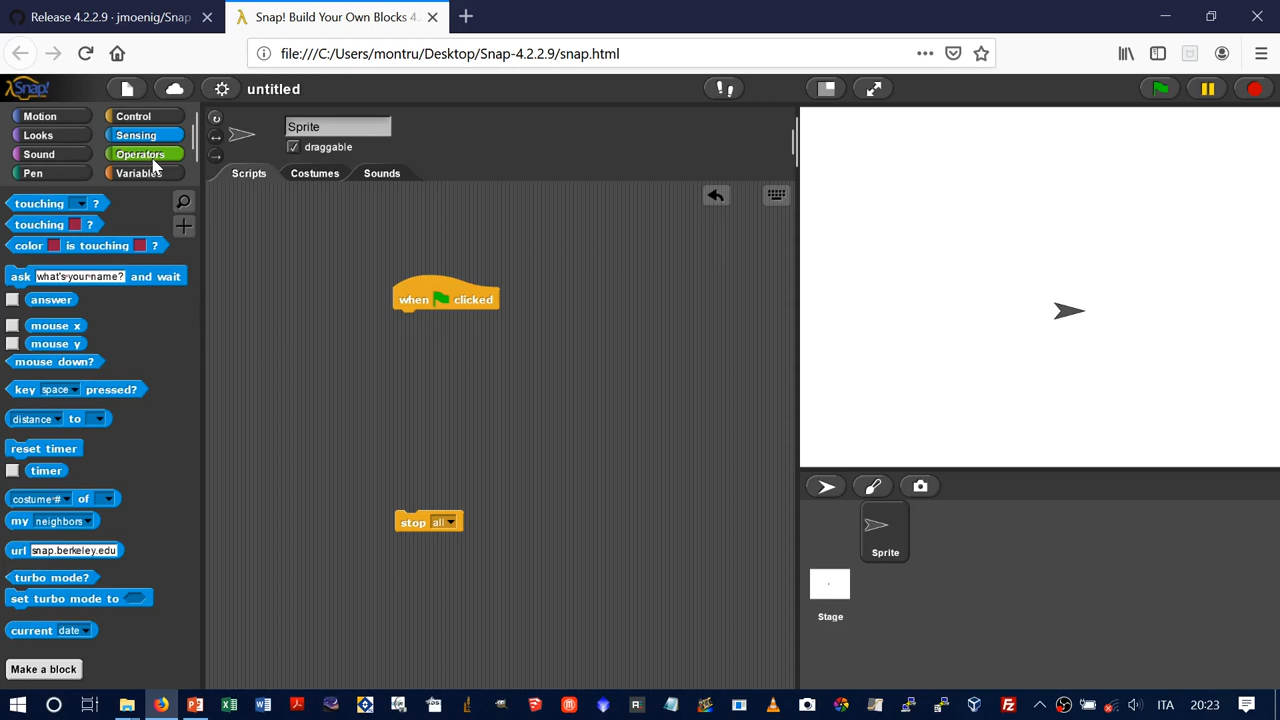 Release 4.2.2.9 · jmoenig/Snap
Snap! Build Your Own Blocks 4.
file:///C:/Users/montru/Desktop/Snap-4.2.2.9/snap.html
Snap!
untitled
Motion
Control
Looks
Sensing
Sound
Operators
Pen
Variables
Sprite
draggable
Scripts
Costumes
Sounds
touching ?
touching ?
color is touching ?
ask what's·your·name? and wait
answer
mouse x
mouse y
mouse down?
key space pressed?
distance to
reset timer
timer
costume·# of
my neighbors
url snap.berkeley.edu
turbo mode?
set turbo mode to
current date
Make a block
when clicked
stop all
Sprite
Stage
ITA
20:23